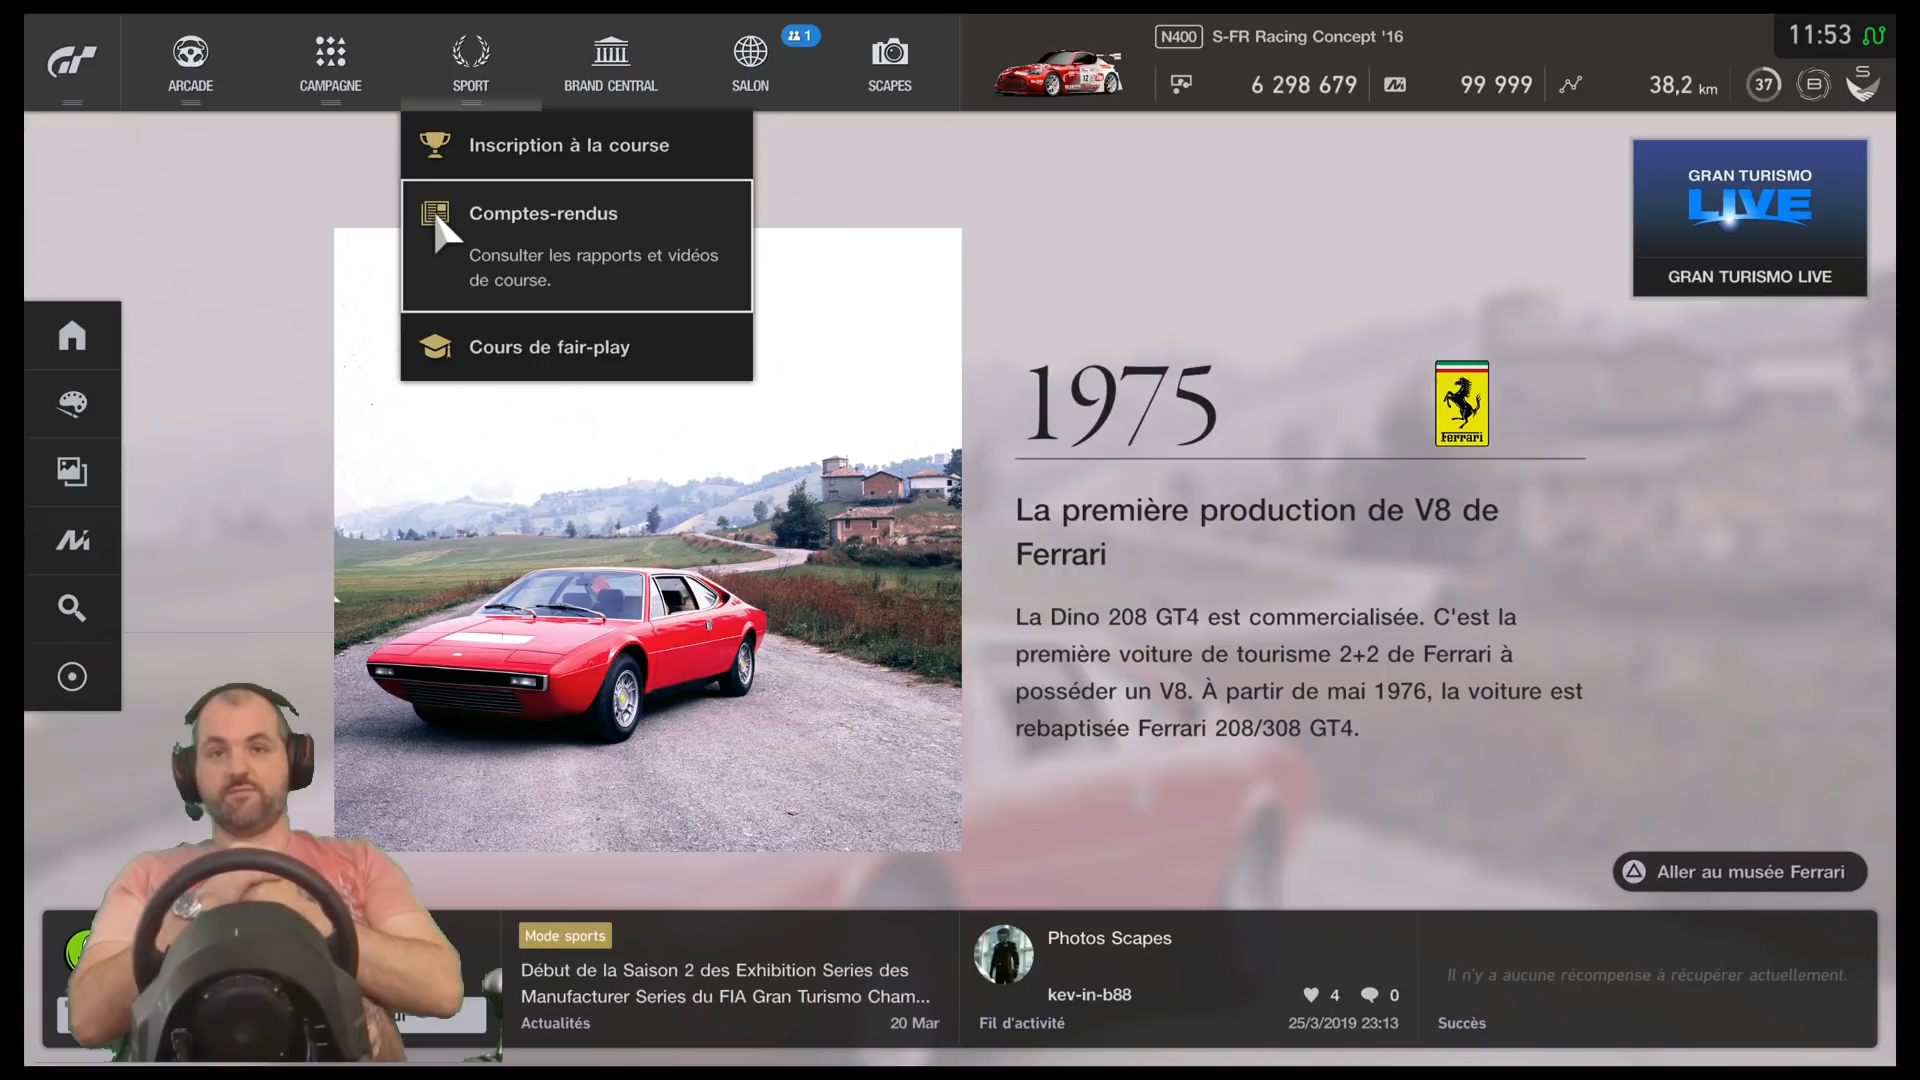 ARCADE
CAMPAGNE
SPORT
BRAND CENTRAL
1
SALON
SCAPES
N400 S-FR Racing Concept '16
6 298 679
99 999
38,2 km
11:53
37
B
S
Inscription à la course
Comptes-rendus
Consulter les rapports et vidéos
de course.
Cours de fair-play
GRAN TURISMO
LIVE
GRAN TURISMO LIVE
1975
Ferrari
La première production de V8 de
Ferrari
La Dino 208 GT4 est commercialisée. C'est la
première voiture de tourisme 2+2 de Ferrari à
posséder un V8. À partir de mai 1976, la voiture est
rebaptisée Ferrari 208/308 GT4.
Aller au musée Ferrari
Mode sports
Début de la Saison 2 des Exhibition Series des
Manufacturer Series du FIA Gran Turismo Cham...
Actualités
20 Mar
Photos Scapes
kev-in-b88
4
0
Fil d'activité
25/3/2019 23:13
Il n'y a aucune récompense à récupérer actuellement.
Succès